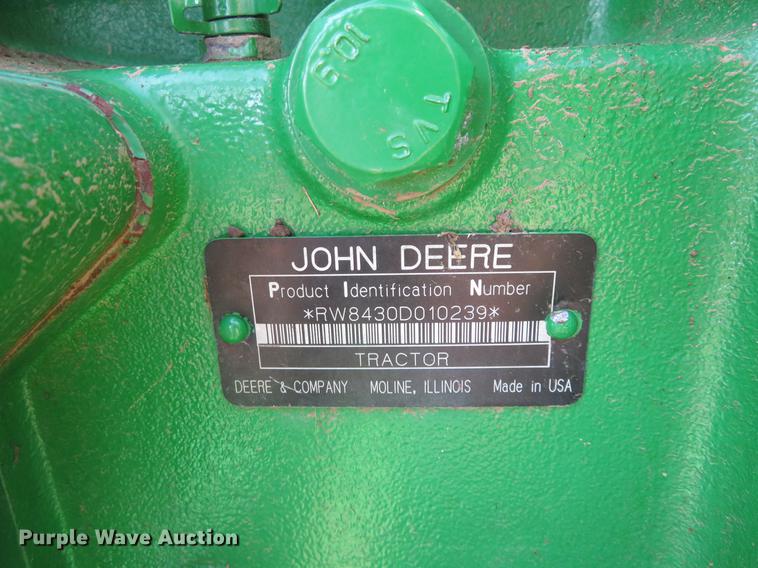 10.9
TVS
JOHN DEERE
Product Identification Number
*RW8430D010239*
TRACTOR
DEERE & COMPANY MOLINE, ILLINOIS Made in USA
Purple Wave Auction